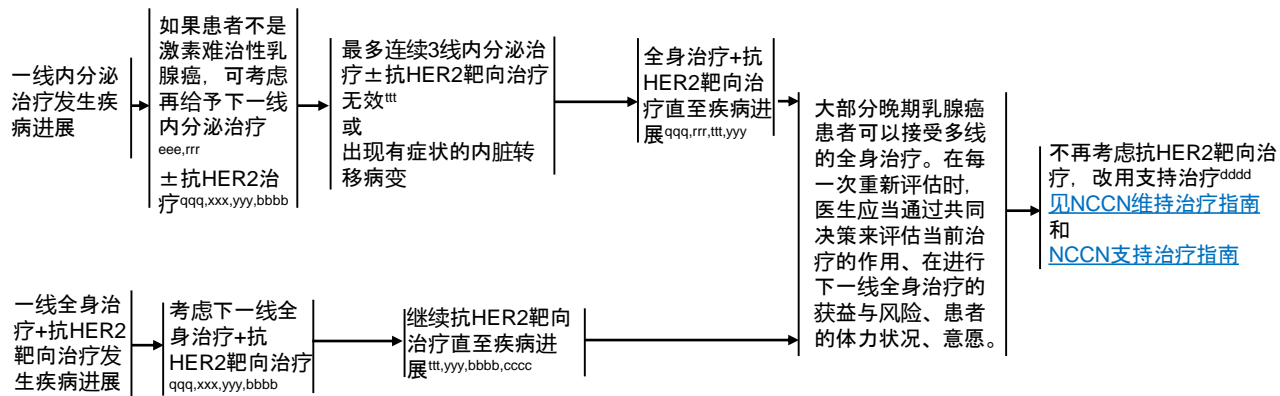 一线内分泌
治疗发生疾
病进展
如果患者不是
激素难治性乳
腺癌，可考虑
再给予下一线
内分泌治疗
eee,rrr
±抗HER2治
疗qqq,xxx,yyy,bbbb
最多连续3线内分泌治
疗±抗HER2靶向治疗
无效ttt
或
出现有症状的内脏转
移病变
全身治疗+抗
HER2靶向治
疗直至疾病进
展qqq,rrr,ttt,yyy
一线全身治
疗+抗HER2
靶向治疗发
生疾病进展
考虑下一线全
身治疗+抗
HER2靶向治疗
qqq,xxx,yyy,bbbb
继续抗HER2靶向
治疗直至疾病进
展ttt,yyy,bbbb,cccc
大部分晚期乳腺癌
患者可以接受多线
的全身治疗。在每
一次重新评估时，
医生应当通过共同
决策来评估当前治
疗的作用、在进行
下一线全身治疗的
获益与风险、患者
的体力状况、意愿。
不再考虑抗HER2靶向治
疗，改用支持治疗dddd
见NCCN维持治疗指南
和
NCCN支持治疗指南